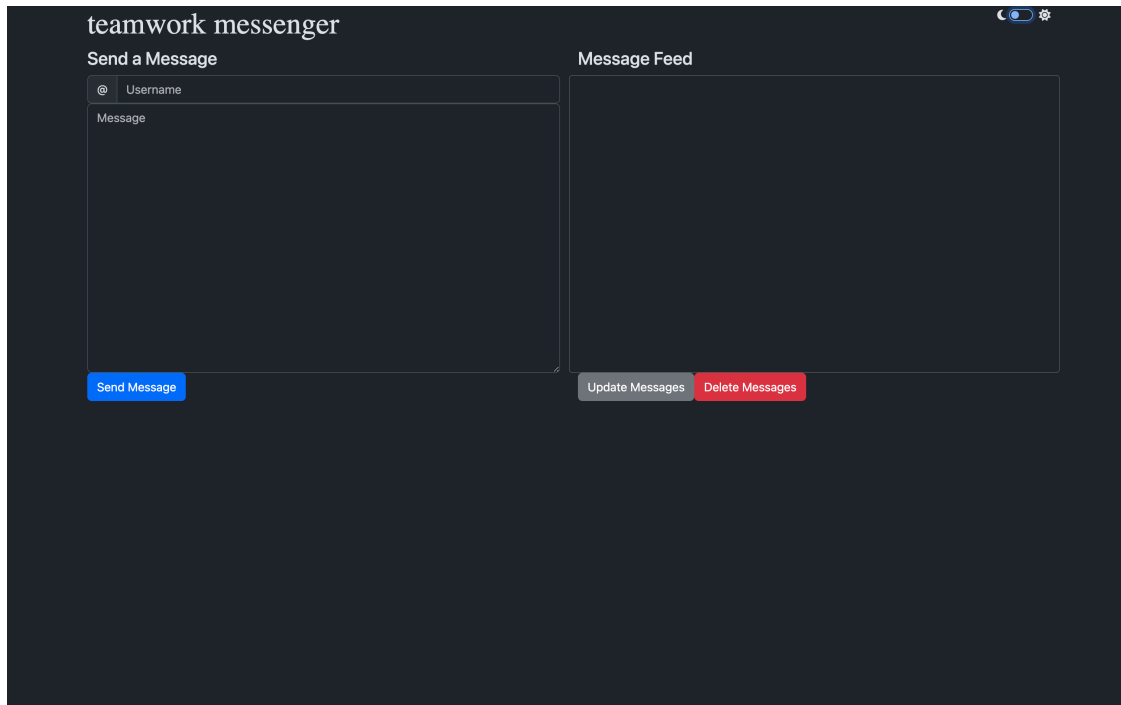 teamwork messenger
Send a Message
@ Username
Message
Send Message
Message Feed
Update Messages Delete Messages